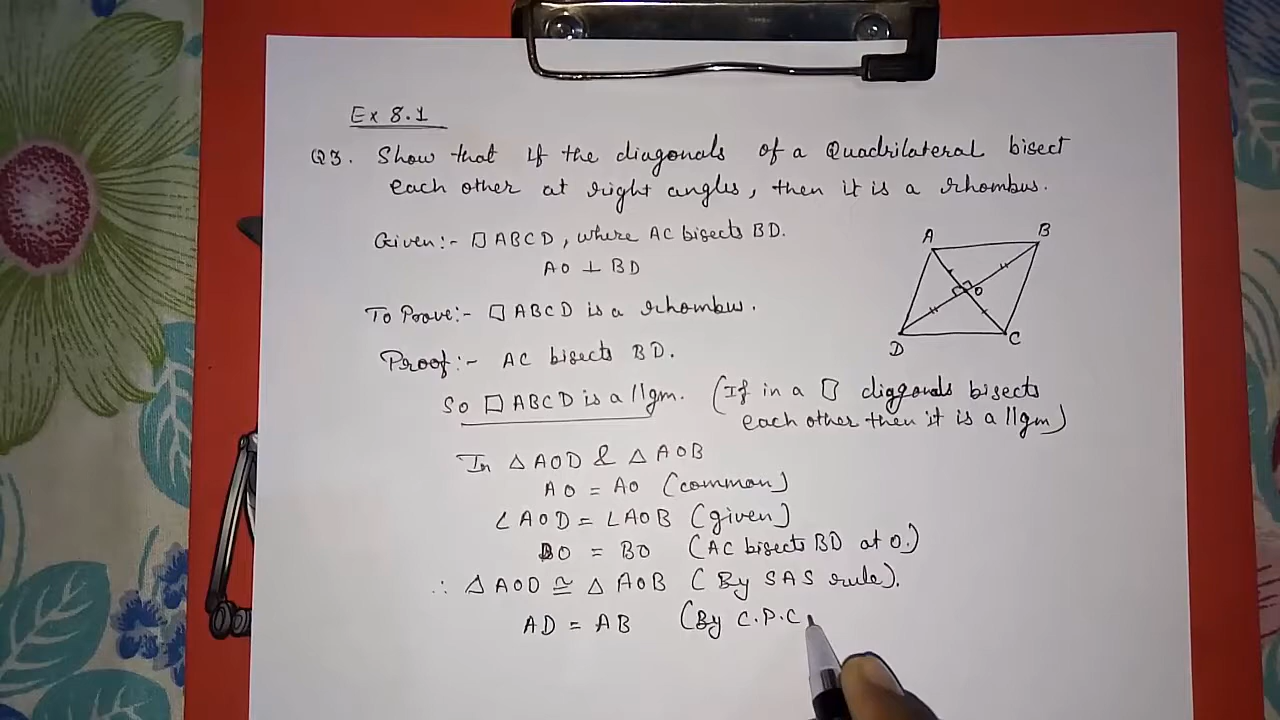 Ex 8.1
Q3. Show that if the diagonals of a Quadrilateral bisect
each other at right angles, then it is a rhombus.
Given:- □ABCD, where AC bisects BD.
AO ⊥ BD
To Prove:- □ABCD is a rhombus.
Proof:- AC bisects BD.
So □ABCD is a llgm. (If in a □ diggonals bisects
each other then it is a llgm)
In △AOD & △AOB
AO = AO (common)
∠AOD = ∠AOB (given)
DO = BO (AC bisects BD at O.)
∴ △AOD ≅ △AOB (By SAS rule).
AD = AB (By C.P.C
A
B
O
D
C